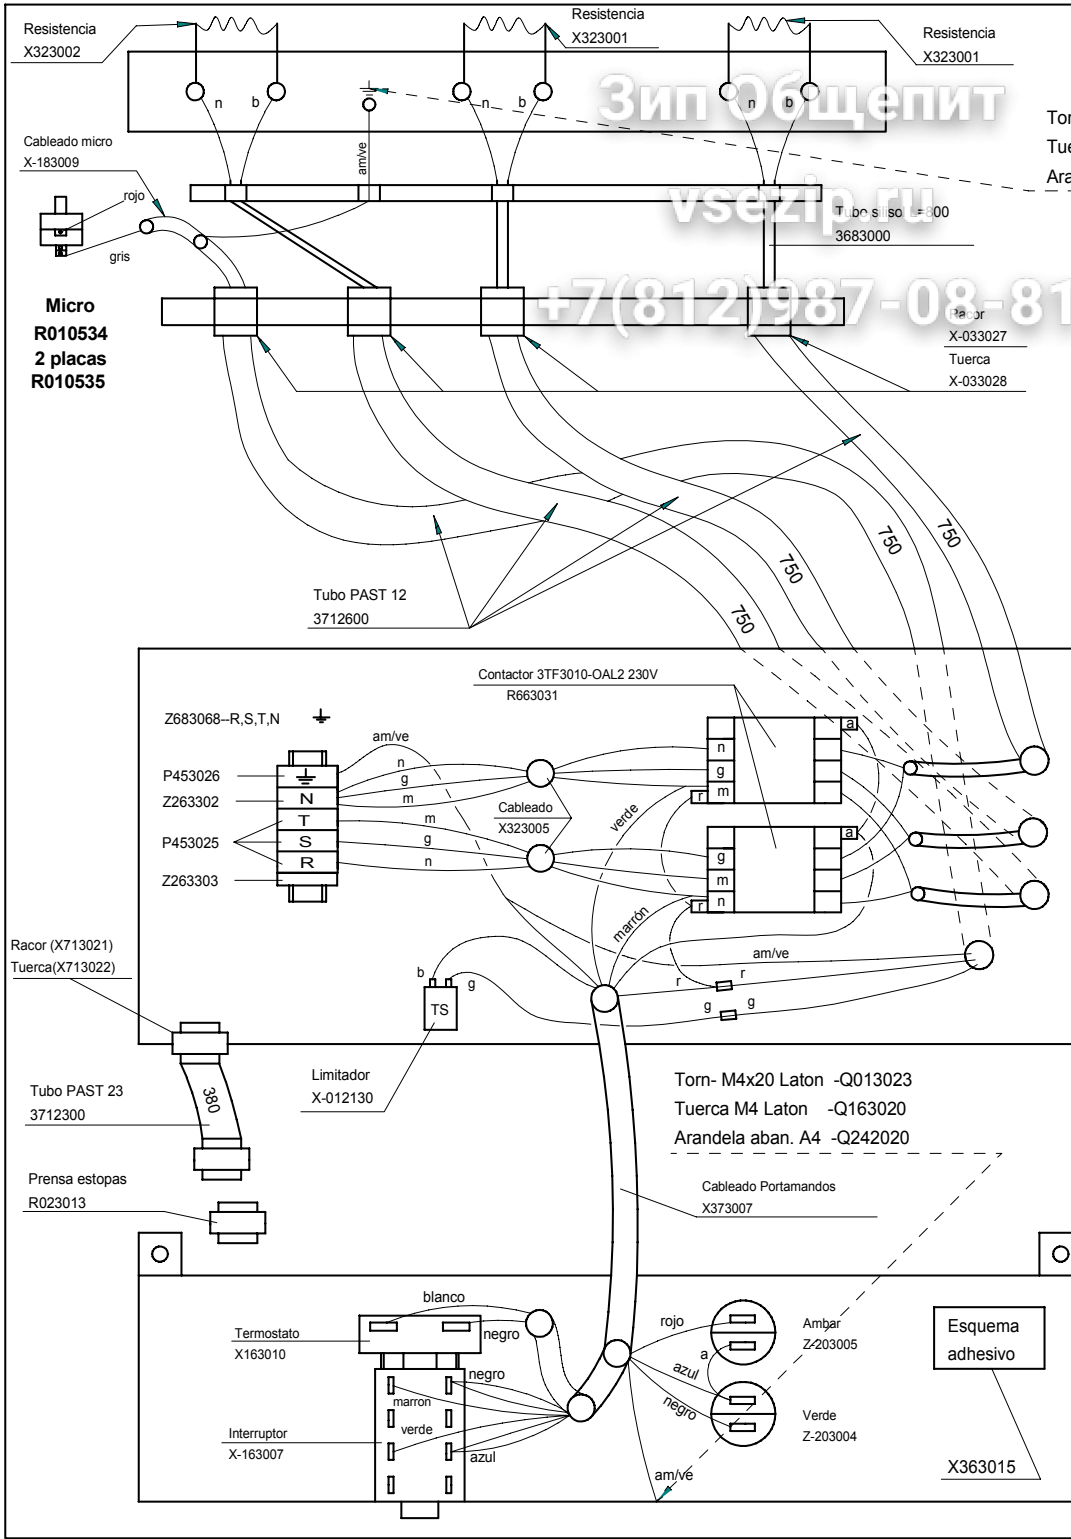 Resistencia
X323002
Resistencia
X323001
Resistencia
X323001
n
b
n
b
n
b
Зип Общепит
Cableado micro
X-183009
am/ve
Torn
Tue
Ara
rojo
gris
vsezip.ru
Tubo silisol L=800
3683000
+7(812)987-08-81
Micro
R010534
2 placas
R010535
Racor
X-033027
Tuerca
X-033028
Tubo PAST 12
3712600
750
750
750
750
Contactor 3TF3010-OAL2 230V
R663031
Z683068--R,S,T,N
P453026
Z263302
P453025
Z263303
N
T
S
R
am/ve
n
g
m
m
g
n
Cableado
X323005
verde
marrón
n
g
m
r
a
g
m
n
r
a
am/ve
r
r
g
g
b
g
TS
Racor (X713021)
Tuerca(X713022)
Tubo PAST 23
3712300
380
Limitador
X-012130
Torn- M4x20 Laton -Q013023
Tuerca M4 Laton -Q163020
Arandela aban. A4 -Q242020
Prensa estopas
R023013
Cableado Portamandos
X373007
blanco
negro
Termostato
X163010
negro
marron
verde
azul
Interruptor
X-163007
rojo
a
azul
negro
am/ve
Ambar
Z-203005
Verde
Z-203004
Esquema
adhesivo
X363015